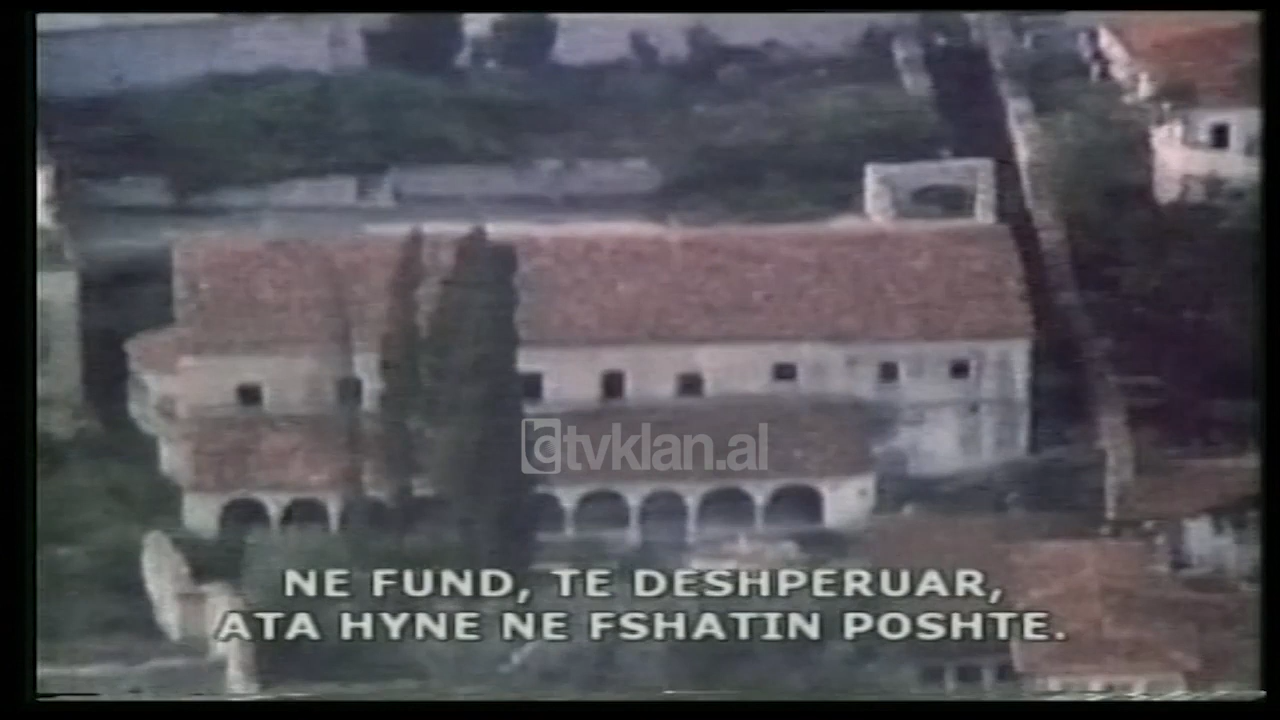 tvklan.al
NE FUND, TE DESHPERUAR,
ATA HYNE NE FSHATIN POSHTE.